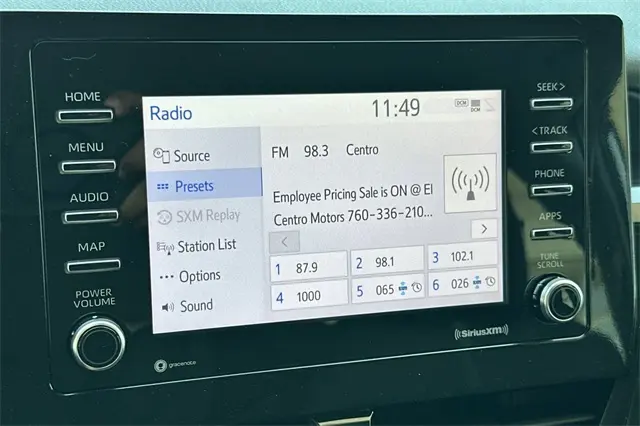 HOME
MENU
AUDIO
MAP
POWER
VOLUME
Radio
11:49
DCM
DCM
Source
Presets
SXM Replay
Station List
Options
Sound
FM 98.3 Centro
Employee Pricing Sale is ON @ El
Centro Motors 760-336-210...
<
>
1 87.9
2 98.1
3 102.1
4 1000
5 065
6 026
SEEK >
< TRACK
PHONE
APPS
TUNE
SCROLL
gracenote
SiriusXM